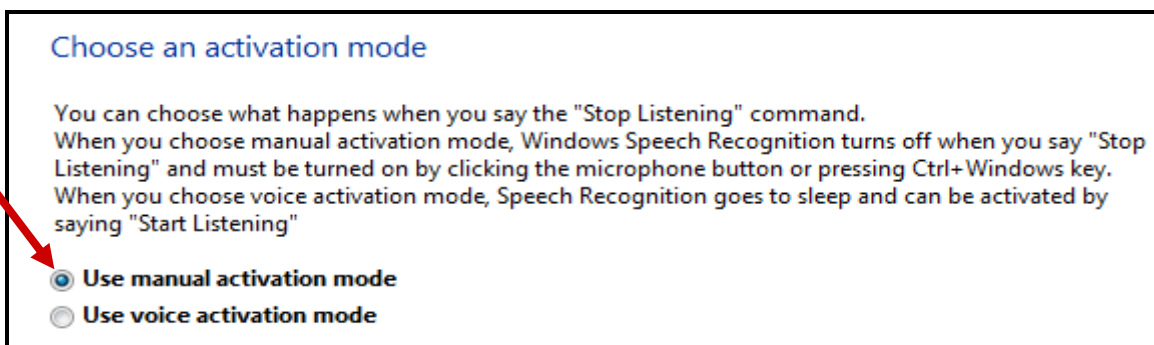 Choose an activation mode
You can choose what happens when you say the "Stop Listening" command.
When you choose manual activation mode, Windows Speech Recognition turns off when you say "Stop
Listening" and must be turned on by clicking the microphone button or pressing Ctrl+Windows key.
When you choose voice activation mode, Speech Recognition goes to sleep and can be activated by
saying "Start Listening"
Use manual activation mode
Use voice activation mode